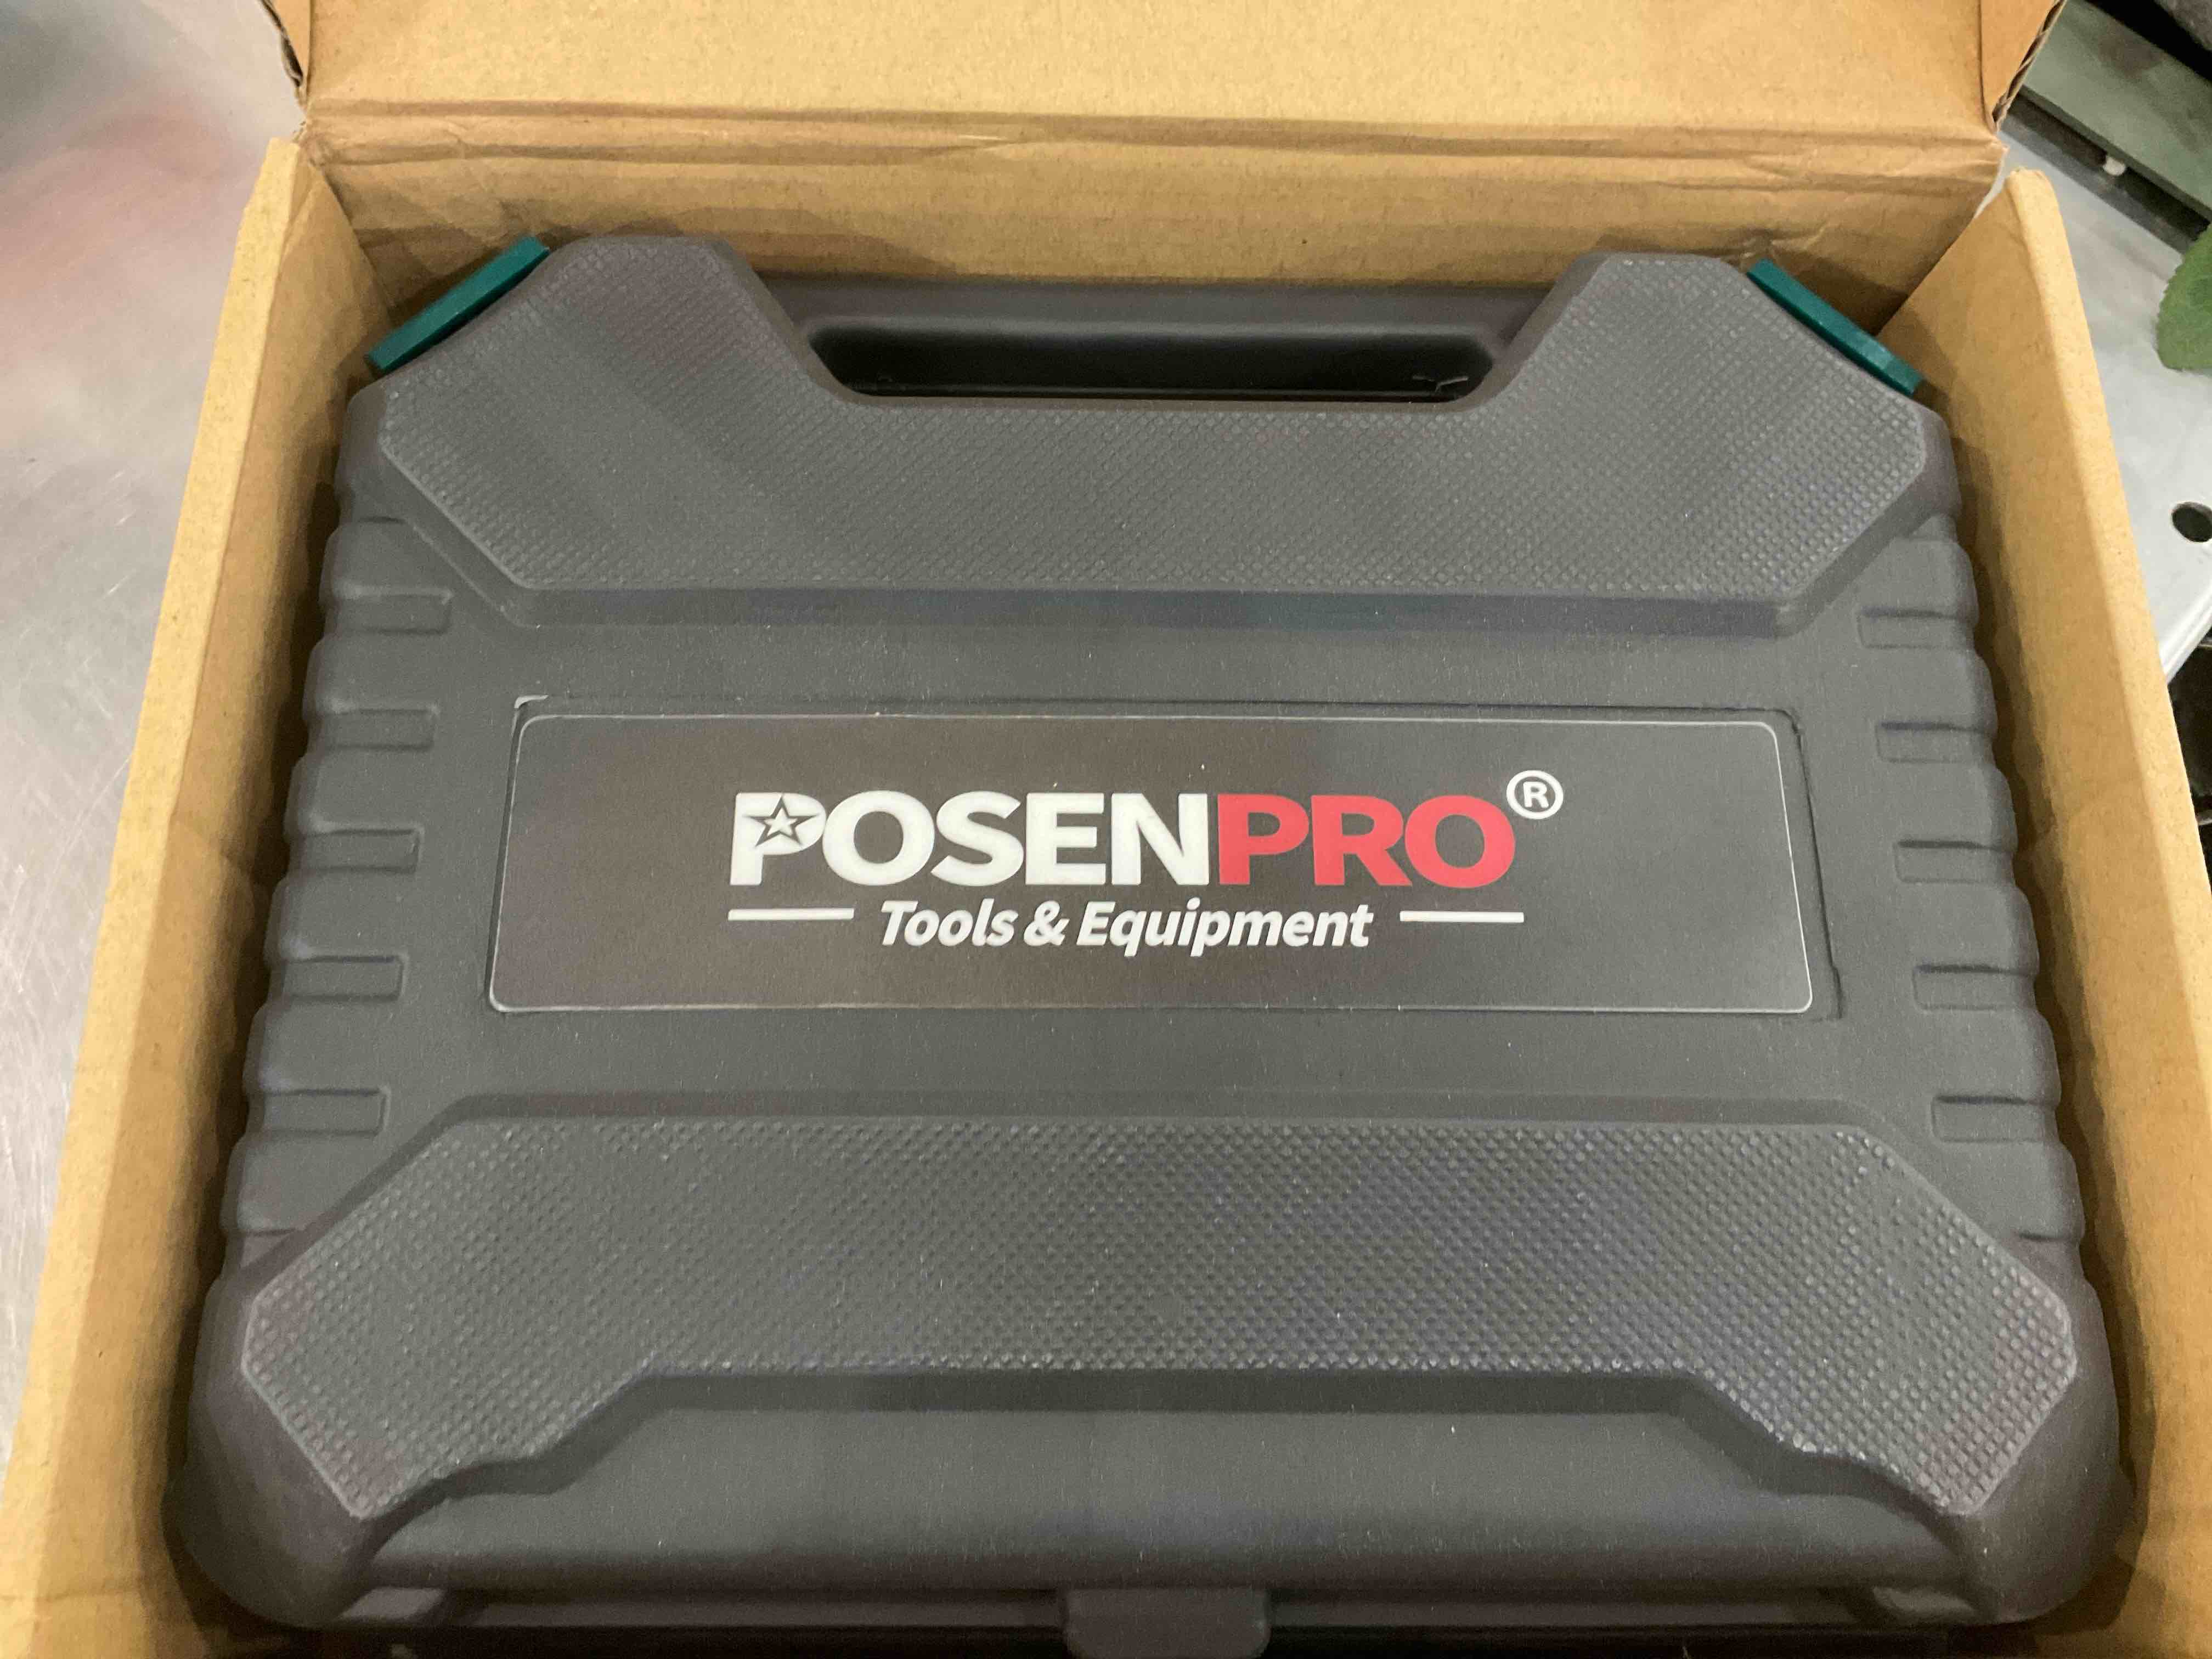 POSENPRO®
Tools & Equipment